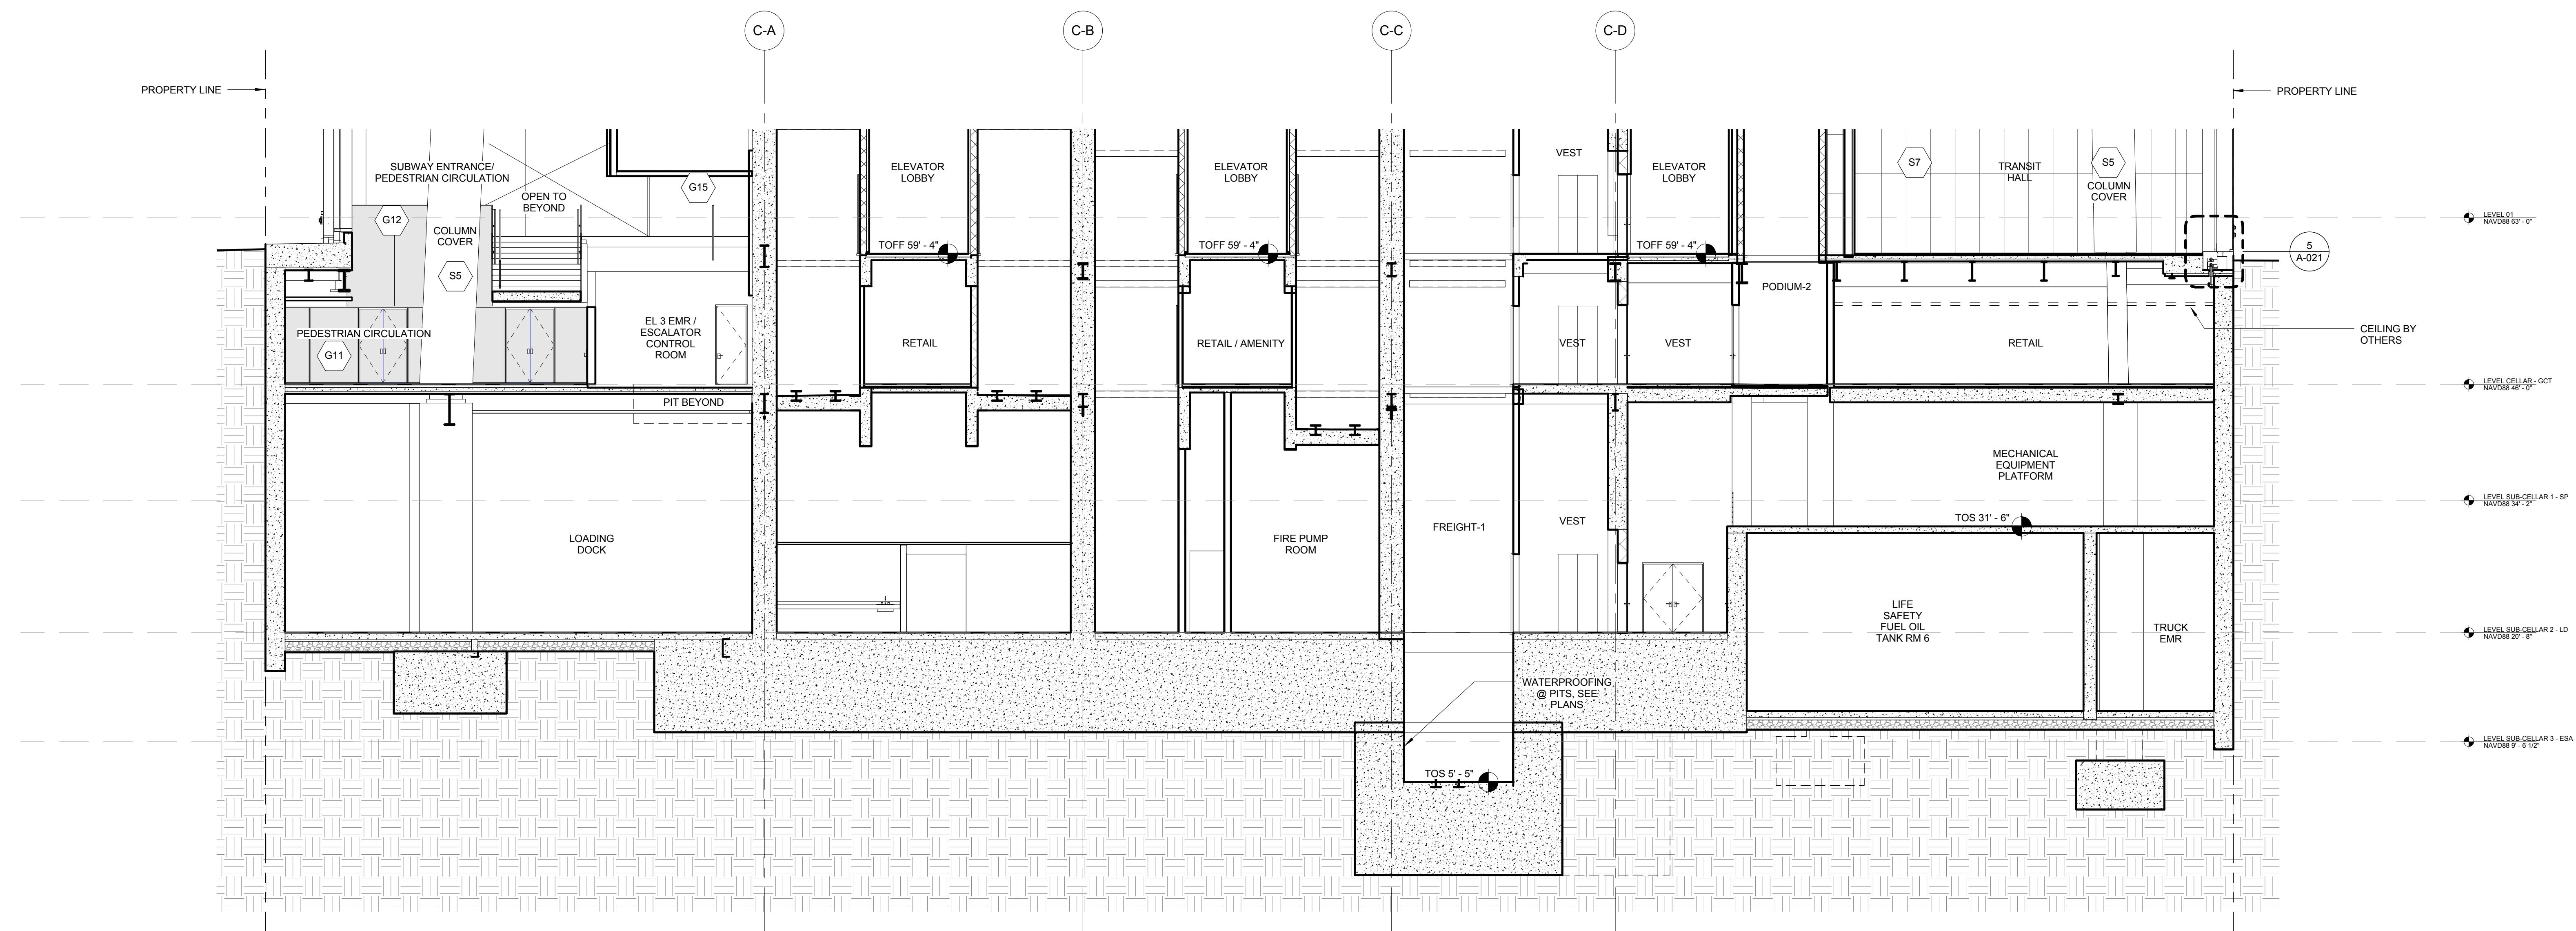 C-A
C-B
C-C
C-D
PROPERTY LINE
PROPERTY LINE
SUBWAY ENTRANCE/
PEDESTRIAN CIRCULATION
OPEN TO
BEYOND
G15
G12
COLUMN
COVER
S5
ELEVATOR
LOBBY
ELEVATOR
LOBBY
VEST
ELEVATOR
LOBBY
S7
TRANSIT
HALL
S5
COLUMN
COVER
LEVEL 01
NAVD88 63' - 0"
TOFF 59' - 4"
TOFF 59' - 4"
TOFF 59' - 4"
5
A-021
PODIUM-2
PEDESTRIAN CIRCULATION
G11
EL 3 EMR /
ESCALATOR
CONTROL
ROOM
RETAIL
RETAIL / AMENITY
VEST
VEST
RETAIL
CEILING BY
OTHERS
LEVEL CELLAR - GCT
NAVD88 46' - 0"
PIT BEYOND
MECHANICAL
EQUIPMENT
PLATFORM
LEVEL SUB-CELLAR 1 - SP
NAVD88 34' - 2"
LOADING
DOCK
FIRE PUMP
ROOM
FREIGHT-1
VEST
TOS 31' - 6"
LIFE
SAFETY
FUEL OIL
TANK RM 6
TRUCK
EMR
LEVEL SUB-CELLAR 2 - LD
NAVD88 20' - 8"
WATERPROOFING
@ PITS, SEE
PLANS
LEVEL SUB-CELLAR 3 - ESA
NAVD88 9' - 6 1/2"
TOS 5' - 5"